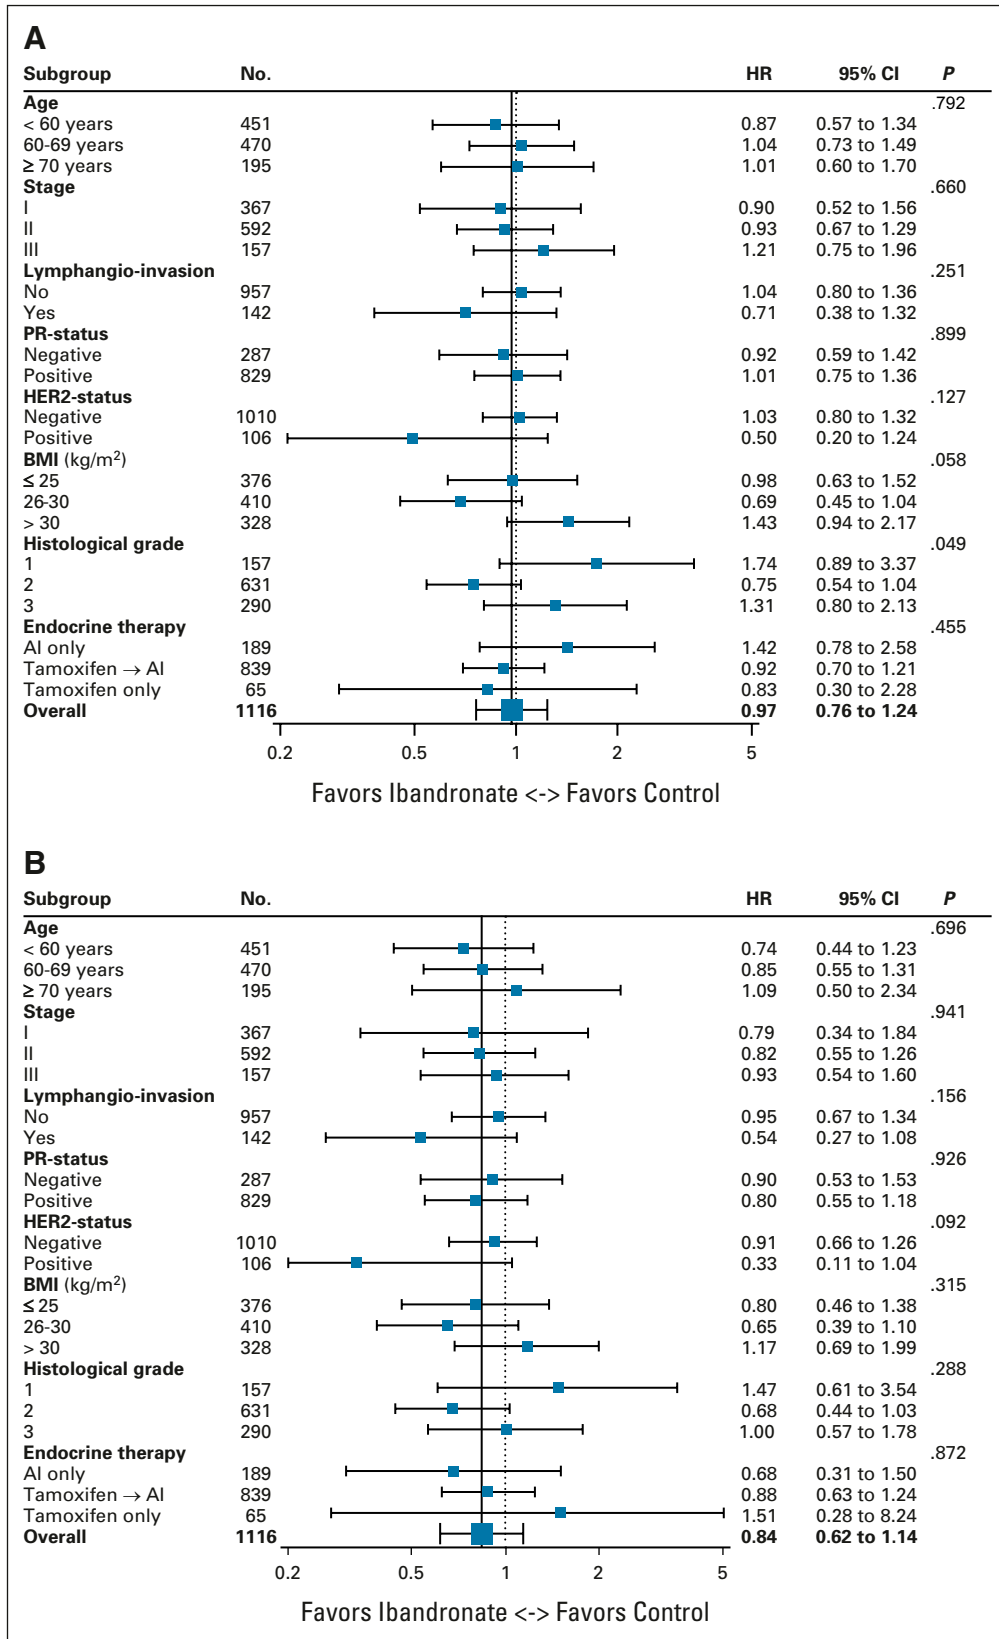 A
Subgroup No. HR 95% CI P
Age .792
< 60 years 451 0.87 0.57 to 1.34
60-69 years 470 1.04 0.73 to 1.49
≥ 70 years 195 1.01 0.60 to 1.70
Stage .660
I 367 0.90 0.52 to 1.56
II 592 0.93 0.67 to 1.29
III 157 1.21 0.75 to 1.96
Lymphangio-invasion .251
No 957 1.04 0.80 to 1.36
Yes 142 0.71 0.38 to 1.32
PR-status .899
Negative 287 0.92 0.59 to 1.42
Positive 829 1.01 0.75 to 1.36
HER2-status .127
Negative 1010 1.03 0.80 to 1.32
Positive 106 0.50 0.20 to 1.24
BMI (kg/m²) .058
≤ 25 376 0.98 0.63 to 1.52
26-30 410 0.69 0.45 to 1.04
> 30 328 1.43 0.94 to 2.17
Histological grade .049
1 157 1.74 0.89 to 3.37
2 631 0.75 0.54 to 1.04
3 290 1.31 0.80 to 2.13
Endocrine therapy .455
AI only 189 1.42 0.78 to 2.58
Tamoxifen → AI 839 0.92 0.70 to 1.21
Tamoxifen only 65 0.83 0.30 to 2.28
Overall 1116 0.97 0.76 to 1.24
0.2 0.5 1 2 5
Favors Ibandronate <-> Favors Control
B
Subgroup No. HR 95% CI P
Age .696
< 60 years 451 0.74 0.44 to 1.23
60-69 years 470 0.85 0.55 to 1.31
≥ 70 years 195 1.09 0.50 to 2.34
Stage .941
I 367 0.79 0.34 to 1.84
II 592 0.82 0.55 to 1.26
III 157 0.93 0.54 to 1.60
Lymphangio-invasion .156
No 957 0.95 0.67 to 1.34
Yes 142 0.54 0.27 to 1.08
PR-status .926
Negative 287 0.90 0.53 to 1.53
Positive 829 0.80 0.55 to 1.18
HER2-status .092
Negative 1010 0.91 0.66 to 1.26
Positive 106 0.33 0.11 to 1.04
BMI (kg/m²) .315
≤ 25 376 0.80 0.46 to 1.38
26-30 410 0.65 0.39 to 1.10
> 30 328 1.17 0.69 to 1.99
Histological grade .288
1 157 1.47 0.61 to 3.54
2 631 0.68 0.44 to 1.03
3 290 1.00 0.57 to 1.78
Endocrine therapy .872
AI only 189 0.68 0.31 to 1.50
Tamoxifen → AI 839 0.88 0.63 to 1.24
Tamoxifen only 65 1.51 0.28 to 8.24
Overall 1116 0.84 0.62 to 1.14
0.2 0.5 1 2 5
Favors Ibandronate <-> Favors Control